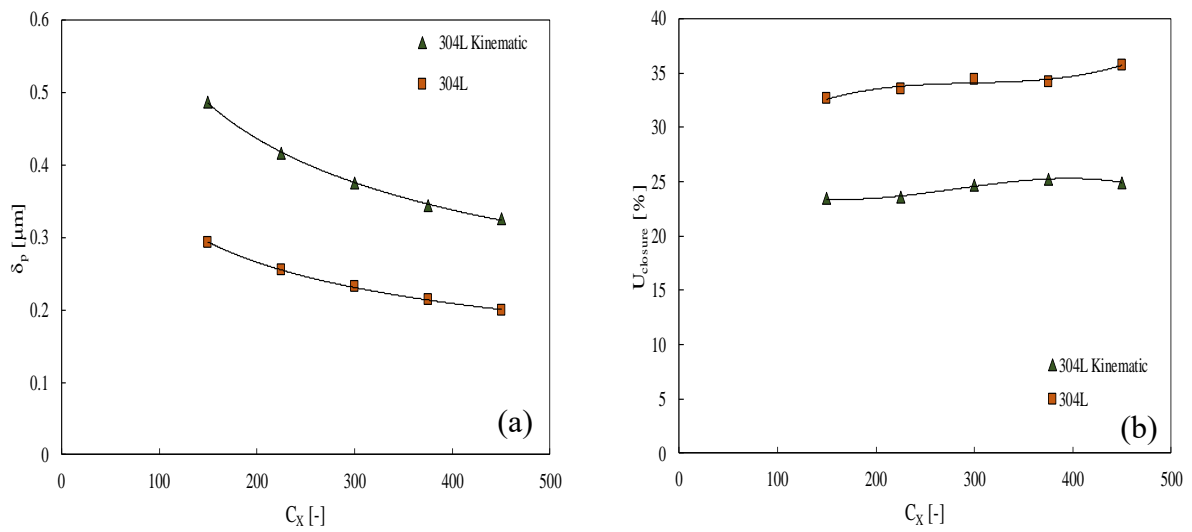 0.6
0.5
0.4
0.3
0.2
0.1
0
δp [µm]
304L Kinematic
304L
(a)
0 100 200 300 400 500
CX [-]
40
35
30
25
20
15
10
5
0
Uclosure [%]
304L Kinematic
304L
(b)
0 100 200 300 400 500
CX [-]